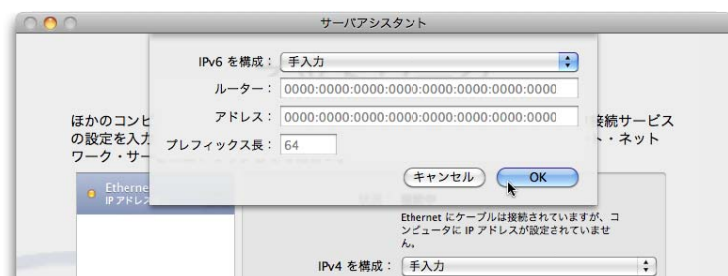 サーバアシスタント
IPv6 を構成： 手入力
ルーター： 0000:0000:0000:0000:0000:0000:0000:0000
アドレス： 0000:0000:0000:0000:0000:0000:0000:0000
プレフィックス長： 64
キャンセル OK
ほかのコンピ 接続サービス
の設定を入力 ト・ネット
ワーク・サー
Etherne
IP アドレス
Ethernet にケーブルは接続されていますが、コ
ンピュータに IP アドレスが設定されていませ
ん。
IPv4 を構成： 手入力